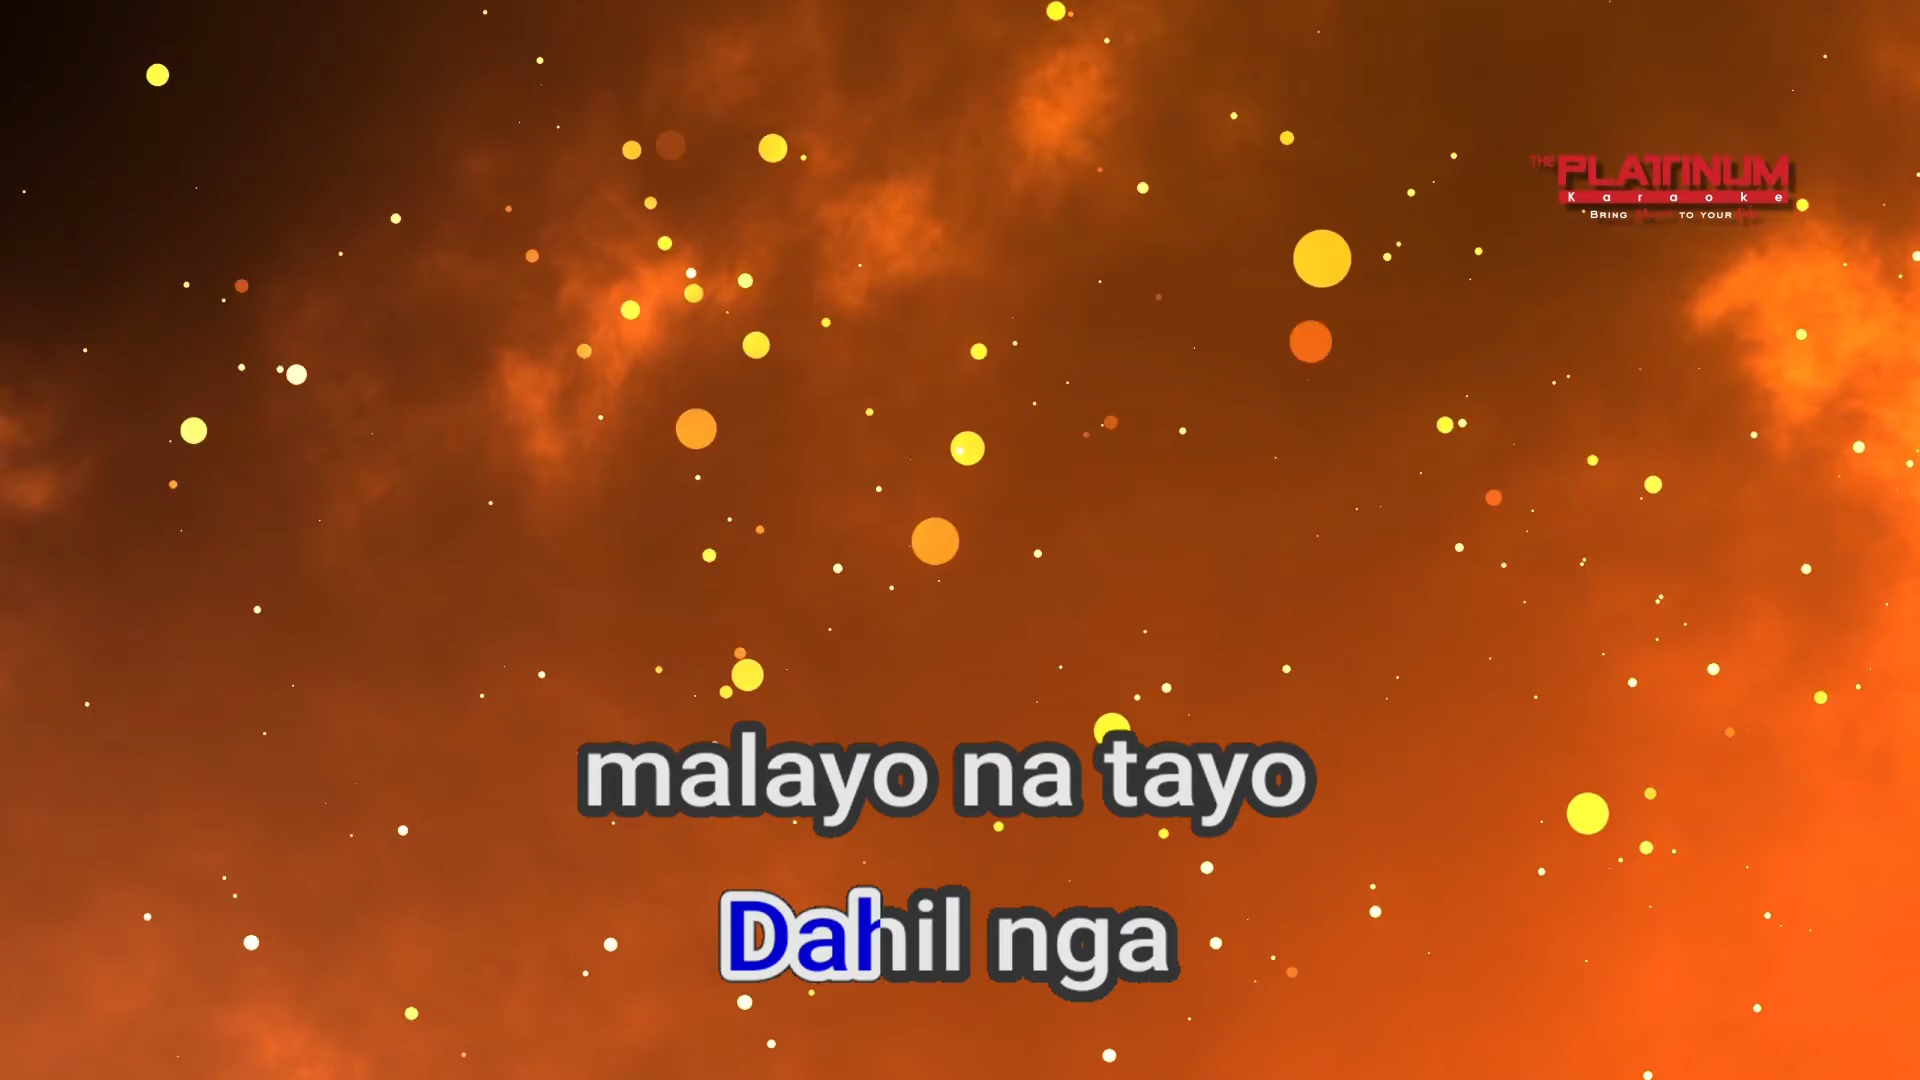 THE PLATINUM
Karaoke
BRING TO YOUR
malayo na tayo
Dahil nga